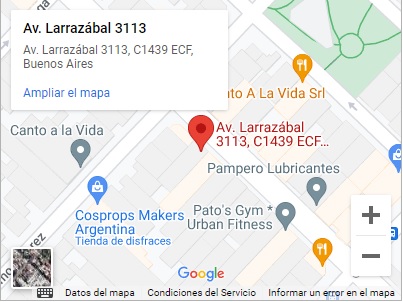 Av. Larrazábal 3113
Av. Larrazábal 3113, C1439 ECF,
Buenos Aires
Ampliar el mapa
anto A La Vida Srl
Canto a la Vida
Av. Larrazábal
3113, C1439 ECF...
Pampero Lubricantes
Cosprops Makers
Argentina
Tienda de disfraces
Pato's Gym *
Urban Fitness
+
−
Google
Datos del mapa
Condiciones del Servicio
Informar un error en el mapa